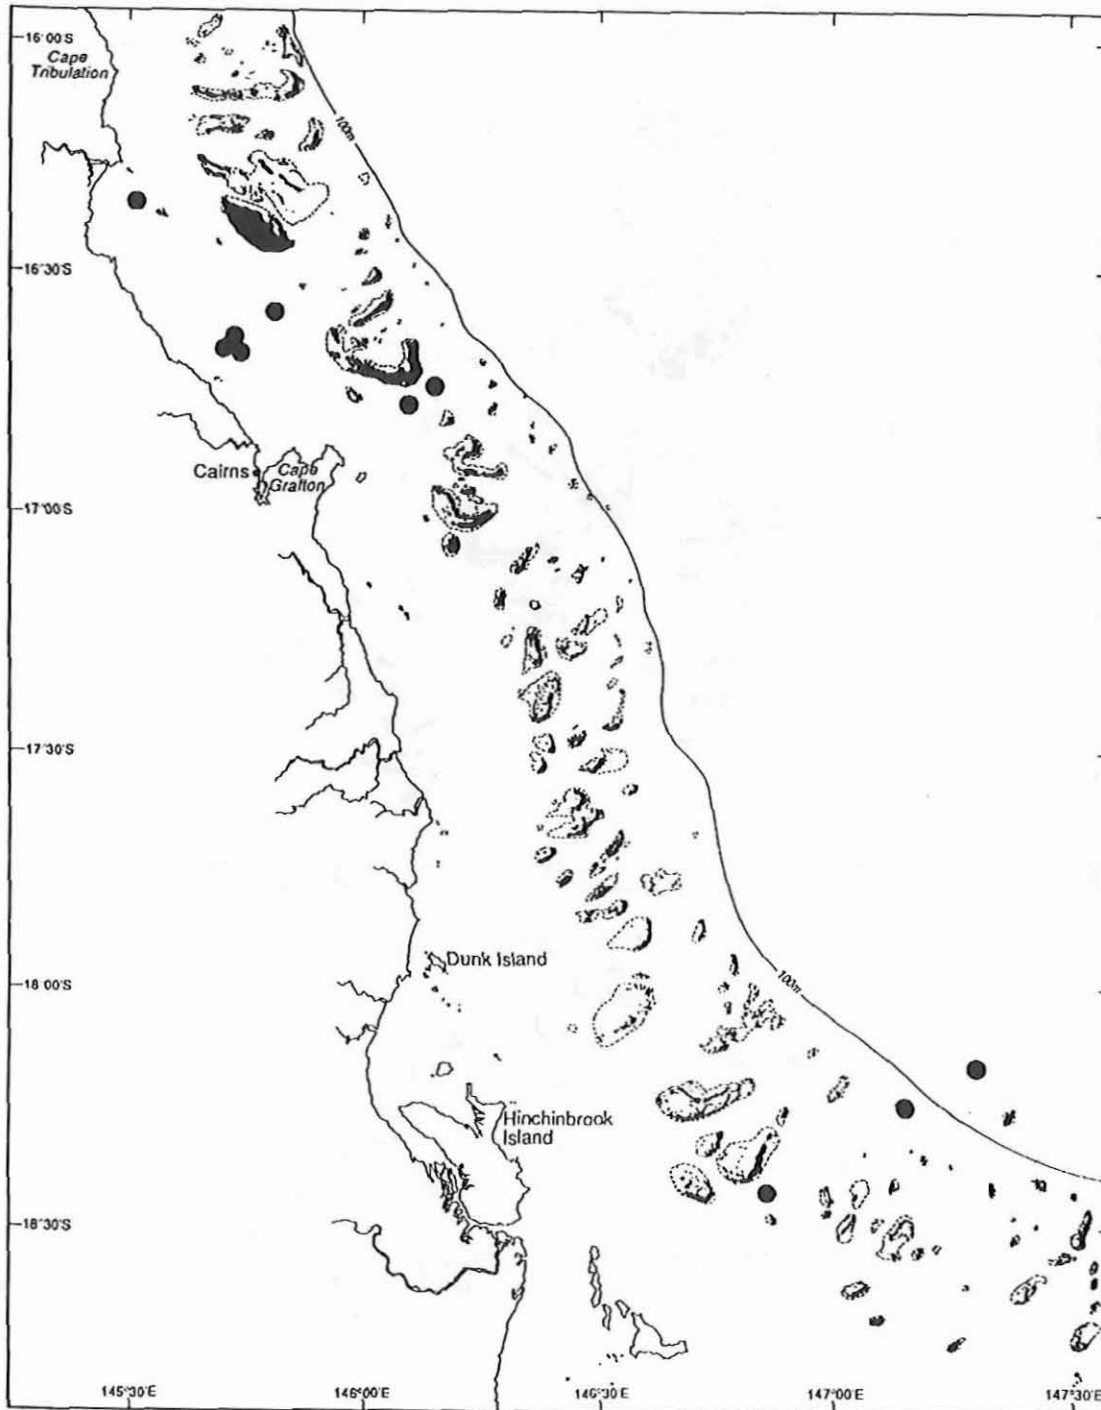 16°00'S
Cape
Tribulation
100m
16°30'S
Cairns
Cape
Grafton
17°00'S
17°30'S
Dunk Island
18°00'S
100m
Hinchinbrook
Island
18°30'S
145°30'E
146°00'E
146°30'E
147°00'E
147°30'E